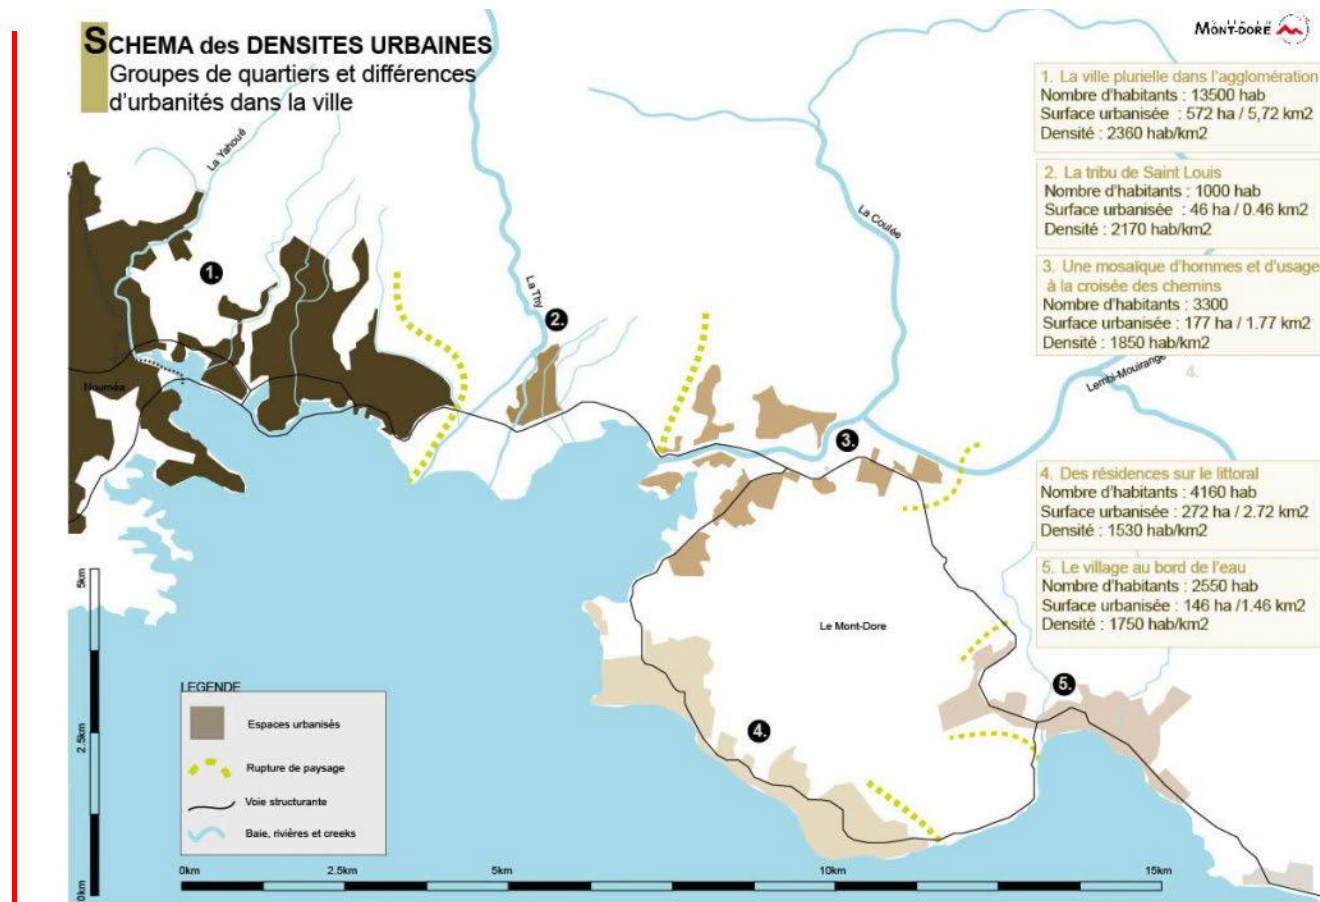 SCHEMA des DENSITES URBAINES
Groupes de quartiers et différences
d'urbanités dans la ville
MONT-DORE
1. La ville plurielle dans l'agglomération
Nombre d'habitants : 13500 hab
Surface urbanisée : 572 ha / 5,72 km2
Densité : 2360 hab/km2
2. La tribu de Saint Louis
Nombre d'habitants : 1000 hab
Surface urbanisée : 46 ha / 0.46 km2
Densité : 2170 hab/km2
3. Une mosaïque d'hommes et d'usage
à la croisée des chemins
Nombre d'habitants : 3300
Surface urbanisée : 177 ha / 1.77 km2
Densité : 1850 hab/km2
4.
4. Des résidences sur le littoral
Nombre d'habitants : 4160 hab
Surface urbanisée : 272 ha / 2.72 km2
Densité : 1530 hab/km2
5. Le village au bord de l'eau
Nombre d'habitants : 2550 hab
Surface urbanisée : 146 ha /1.46 km2
Densité : 1750 hab/km2
La Yahoué
La Thy
La Coulée
Lembi-Mouirange
Nouméa
Le Mont-Dore
1.
2.
3.
4.
5.
LEGENDE
Espaces urbanisés
Rupture de paysage
Voie structurante
Baie, rivières et creeks
5km
2.5km
0km
0km
2.5km
5km
10km
15km